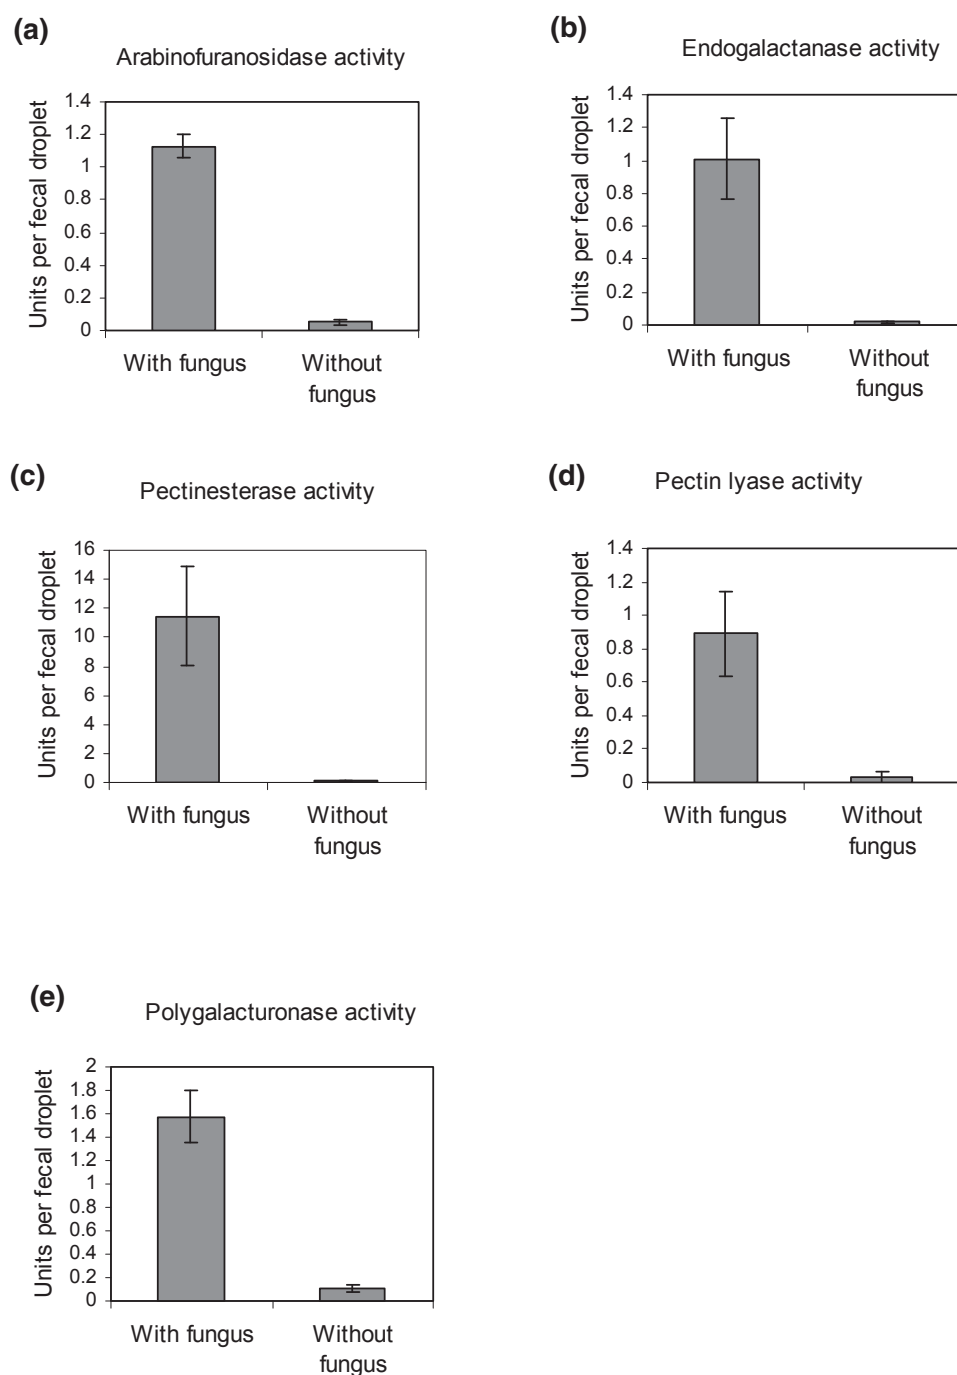 (a)
Arabinofuranosidase activity
Units per fecal droplet
1.4
1.2
1
0.8
0.6
0.4
0.2
0
With fungus
Without
fungus
(b)
Endogalactanase activity
Units per fecal droplet
1.4
1.2
1
0.8
0.6
0.4
0.2
0
With fungus
Without
fungus
(c)
Pectinesterase activity
Units per fecal droplet
16
14
12
10
8
6
4
2
0
With fungus
Without
fungus
(d)
Pectin lyase activity
Units per fecal droplet
1.4
1.2
1
0.8
0.6
0.4
0.2
0
With fungus
Without
fungus
(e)
Polygalacturonase activity
Units per fecal droplet
2
1.8
1.6
1.4
1.2
1
0.8
0.6
0.4
0.2
0
With fungus
Without
fungus